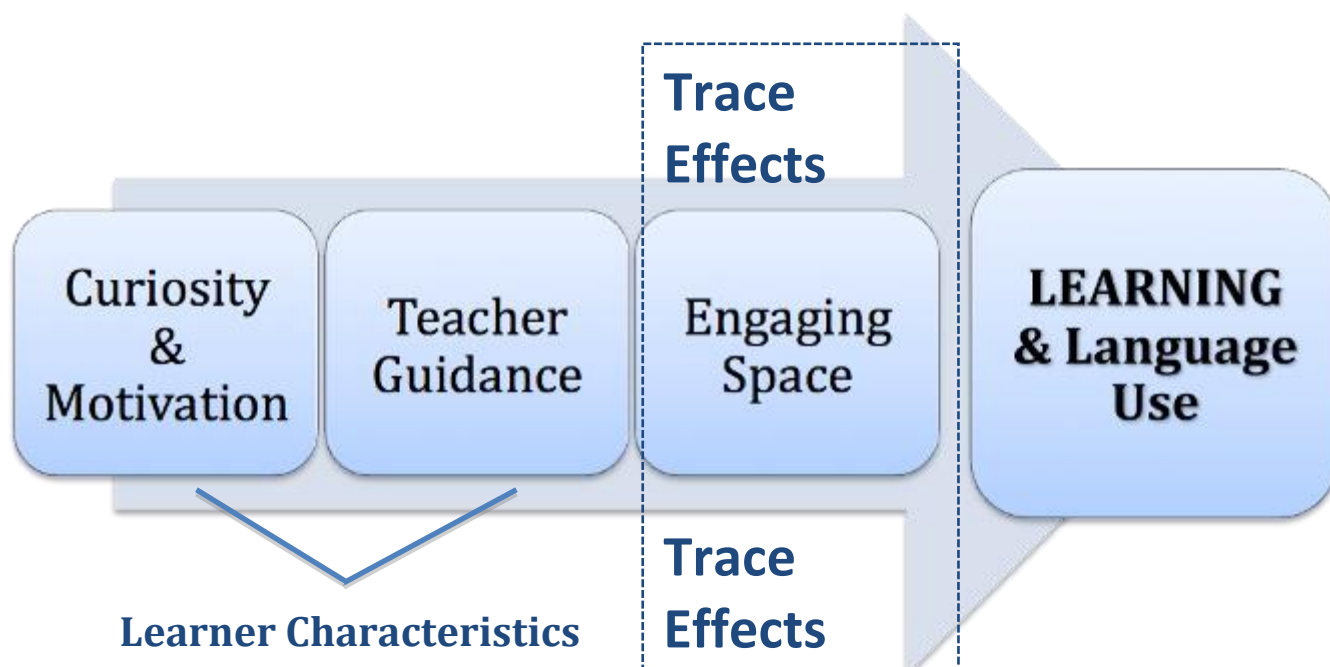 Trace
Effects
Curiosity
&
Motivation
Teacher
Guidance
Engaging
Space
LEARNING
& Language
Use
Trace
Effects
Learner Characteristics